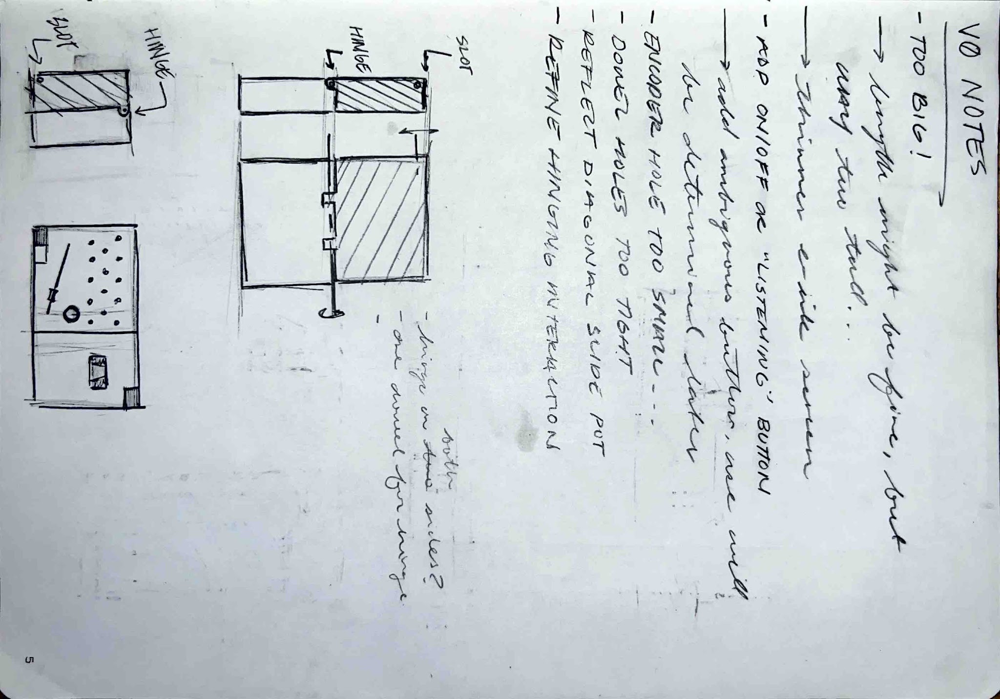 V0 NOTES
- TOO BIG!
→ length might be fine, but
way too tall...
→ thinner e-ink screen
- ADD ON/OFF OR "LISTENING" BUTTON
→ add ambiguous button, use will
be determined later
- ENCODER HOLE TOO SMALL...
- DOWEL HOLES TOO TIGHT
- REFLECT DIAGONAL SLIDE POT
- REFINE HINGING INTERACTION
SLOT
HINGE
both
- hinge on two sides?
- one dowel for hinge
-
HINGE
SLOT
5